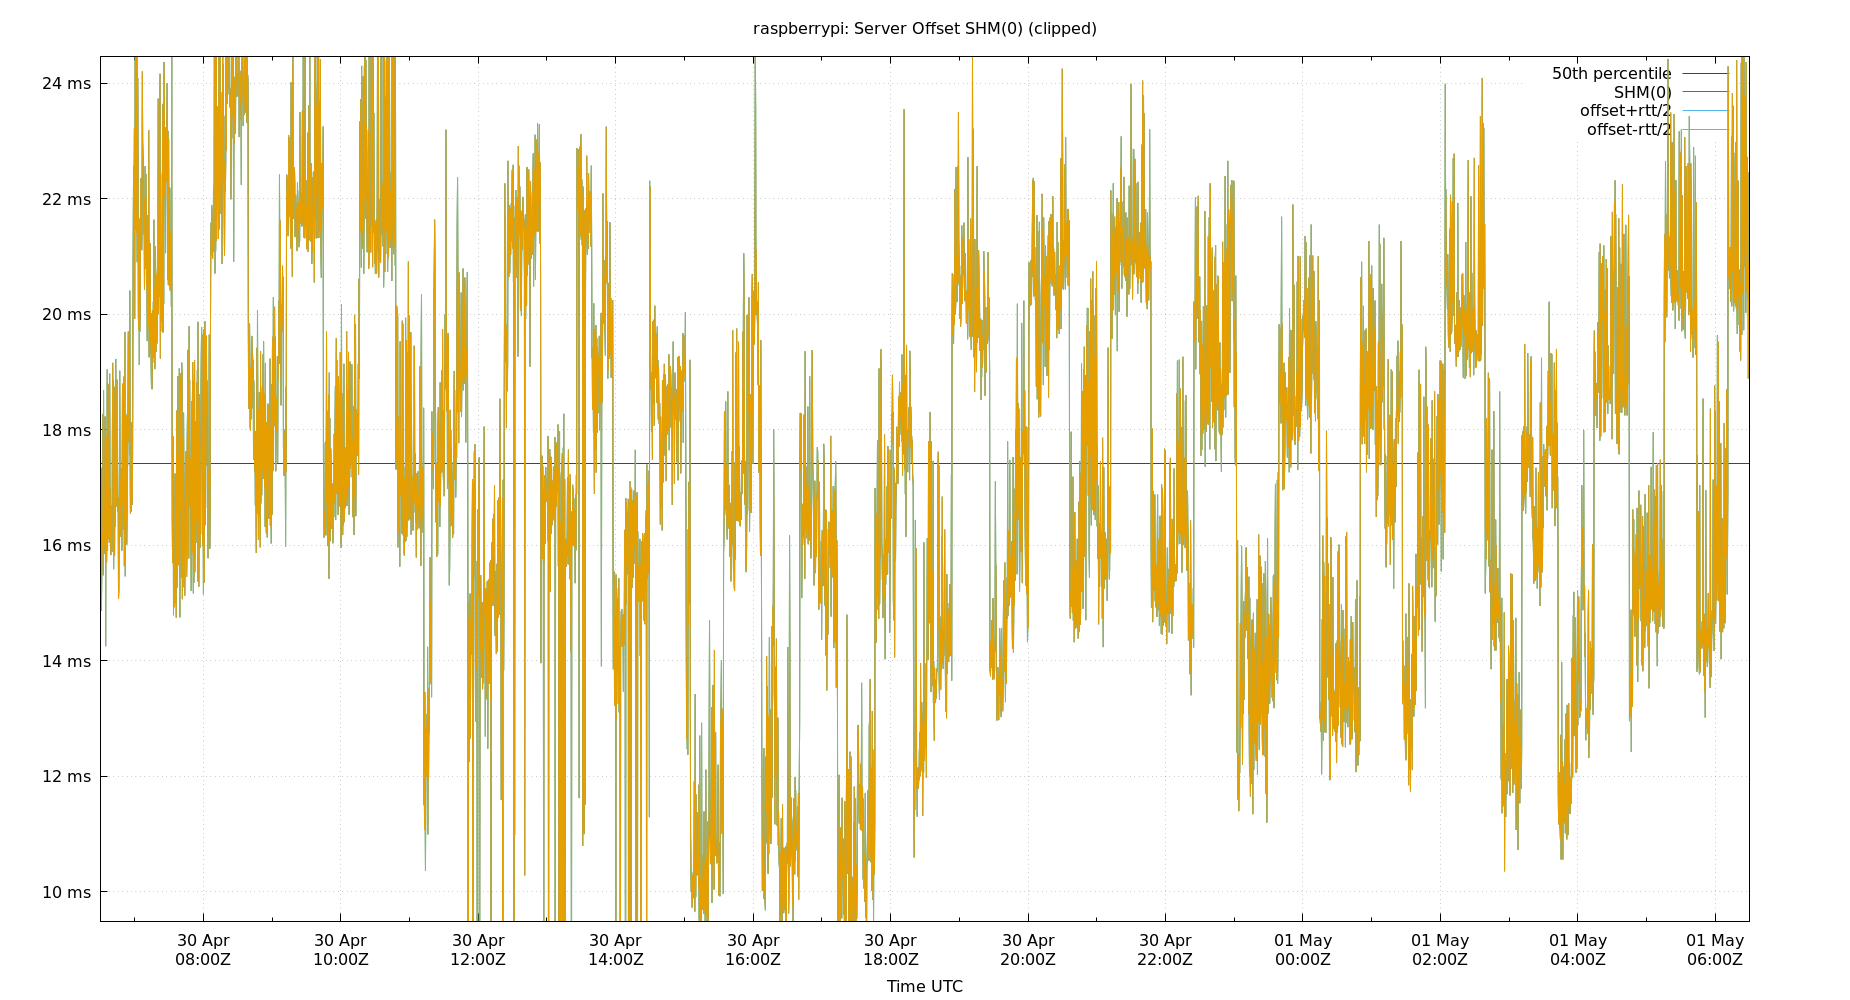 raspberrypi: Server Offset SHM(0) (clipped)
24 ms
22 ms
20 ms
18 ms
16 ms
14 ms
12 ms
10 ms
50th percentile
SHM(0)
offset+rtt/2
offset-rtt/2
30 Apr 30 Apr 30 Apr 30 Apr 30 Apr 30 Apr 30 Apr 30 Apr 01 May 01 May 01 May 01 May
08:00Z 10:00Z 12:00Z 14:00Z 16:00Z 18:00Z 20:00Z 22:00Z 00:00Z 02:00Z 04:00Z 06:00Z
Time UTC